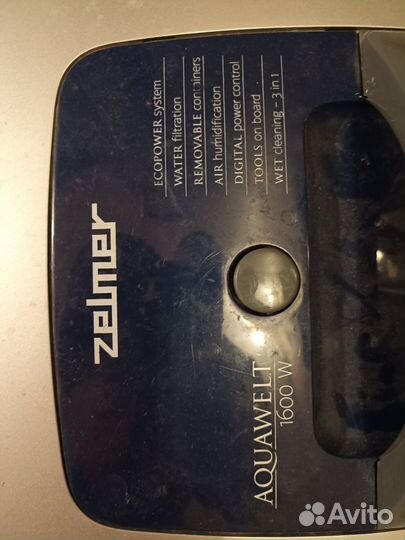 zelmer
ECOPOWER system
WATER filtration
REMOVABLE containers
AIR humidification
DIGITAL power control
TOOLS on board
WET cleaning – 3 in 1
AQUAWELT
1600 W
Avito